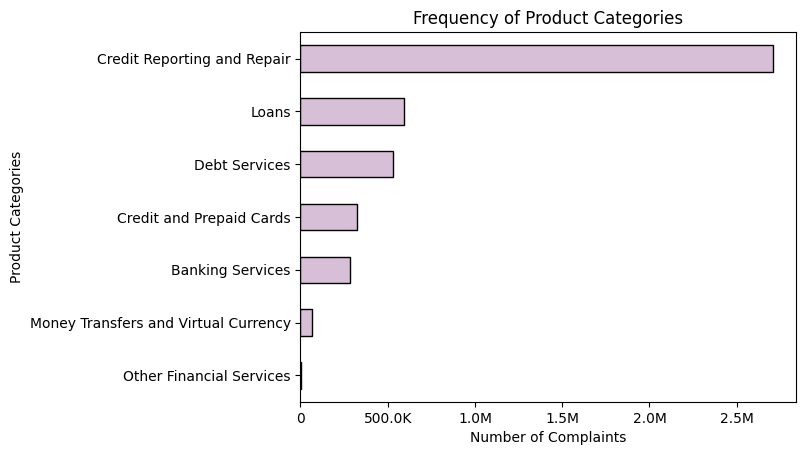 Frequency of Product Categories
Product Categories
Credit Reporting and Repair
Loans
Debt Services
Credit and Prepaid Cards
Banking Services
Money Transfers and Virtual Currency
Other Financial Services
0 500.0K 1.0M 1.5M 2.0M 2.5M
Number of Complaints